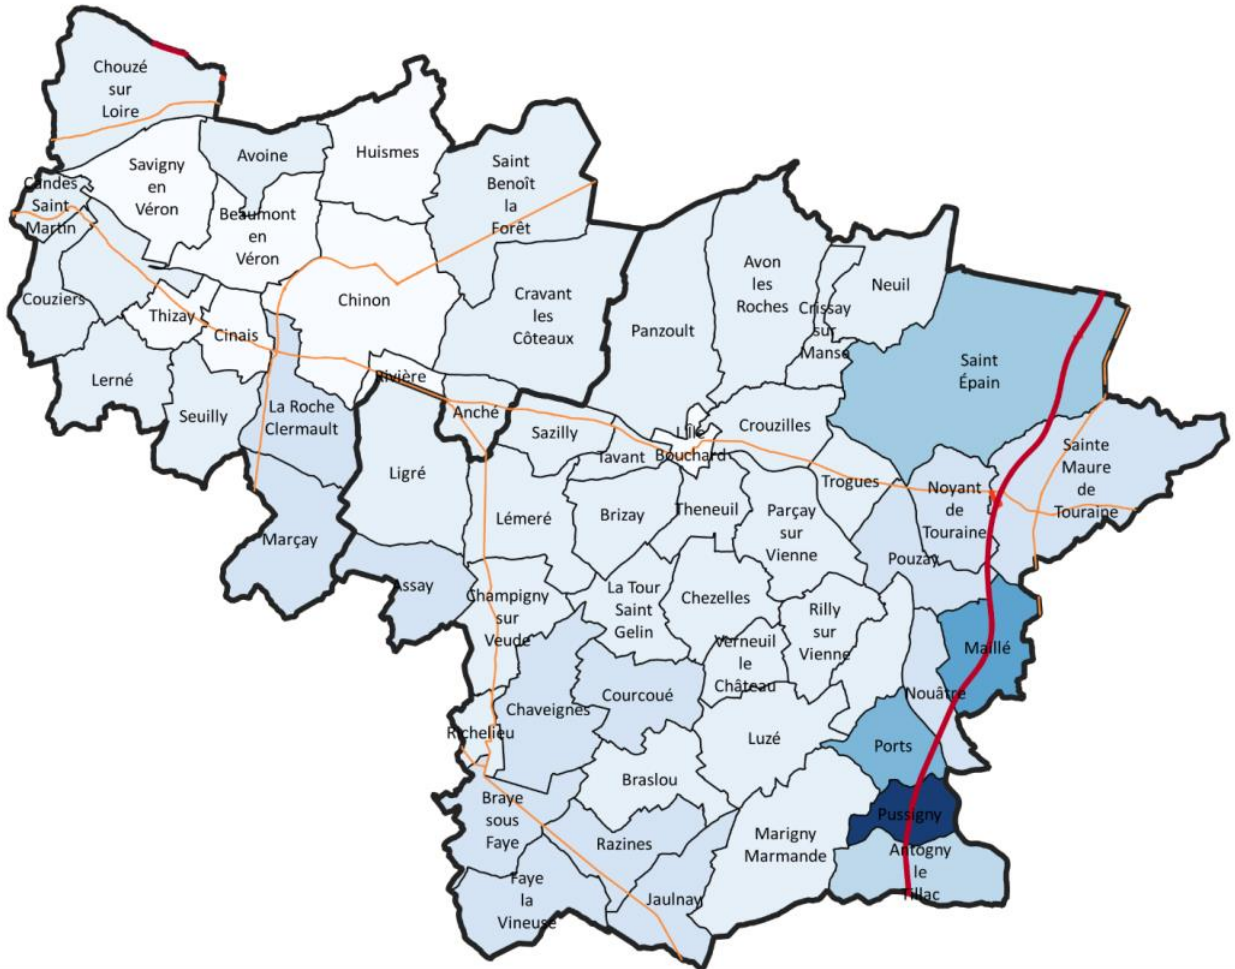 Chouzé
sur
Loire
Savigny
en
Véron
Avoine
Huismes
Saint
Benoît
la
Forêt
Candes
Saint
Martin
Beaumont
en
Véron
Couziers
Thizay
Cinais
Chinon
Cravant
les
Côteaux
Panzoult
Avon
les
Roches
Crissay
sur
Manse
Neuil
Saint
Épain
Lerné
Seuilly
La Roche
Clermault
Rivière
Anché
Ligré
Sazilly
Tavant
L'Île
Bouchard
Crouzilles
Trogues
Noyant
de
Touraine
Sainte
Maure
de
Touraine
Marçay
Assay
Lémeré
Brizay
Theneuil
Parçay
sur
Vienne
Pouzay
Champigny
sur
Veude
La Tour
Saint
Gelin
Chezelles
Rilly
sur
Vienne
Verneuil
le
Château
Maillé
Nouâtre
Richelieu
Chaveignes
Courcoué
Luzé
Ports
Braslou
Braye
sous
Faye
Razines
Marigny
Marmande
Pussigny
Antogny
le
Tillac
Faye
la
Vineuse
Jaulnay